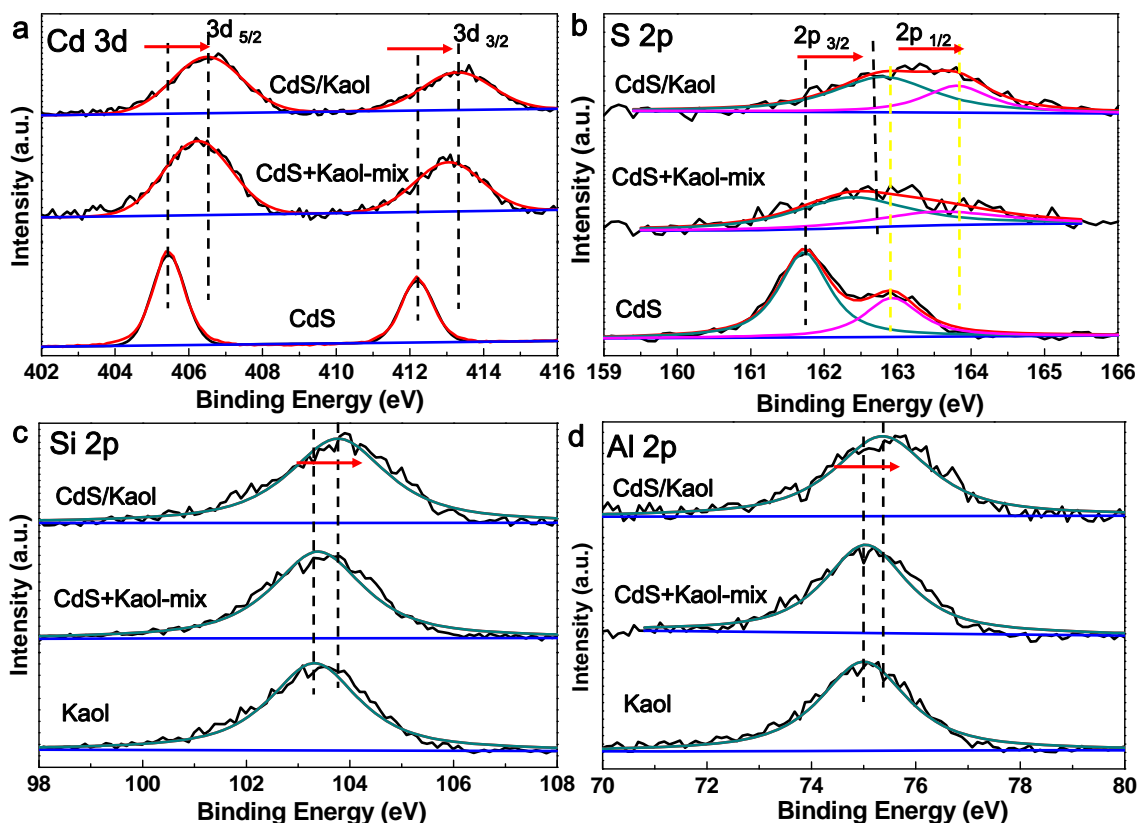 a
Cd 3d
3d 5/2
3d 3/2
CdS/Kaol
CdS+Kaol-mix
CdS
Intensity (a.u.)
402 404 406 408 410 412 414 416
Binding Energy (eV)
b
S 2p
2p 3/2
2p 1/2
CdS/Kaol
CdS+Kaol-mix
CdS
Intensity (a.u.)
159 160 161 162 163 164 165 166
Binding Energy (eV)
c
Si 2p
CdS/Kaol
CdS+Kaol-mix
Kaol
Intensity (a.u.)
98 100 102 104 106 108
Binding Energy (eV)
d
Al 2p
CdS/Kaol
CdS+Kaol-mix
Kaol
Intensity (a.u.)
70 72 74 76 78 80
Binding Energy (eV)